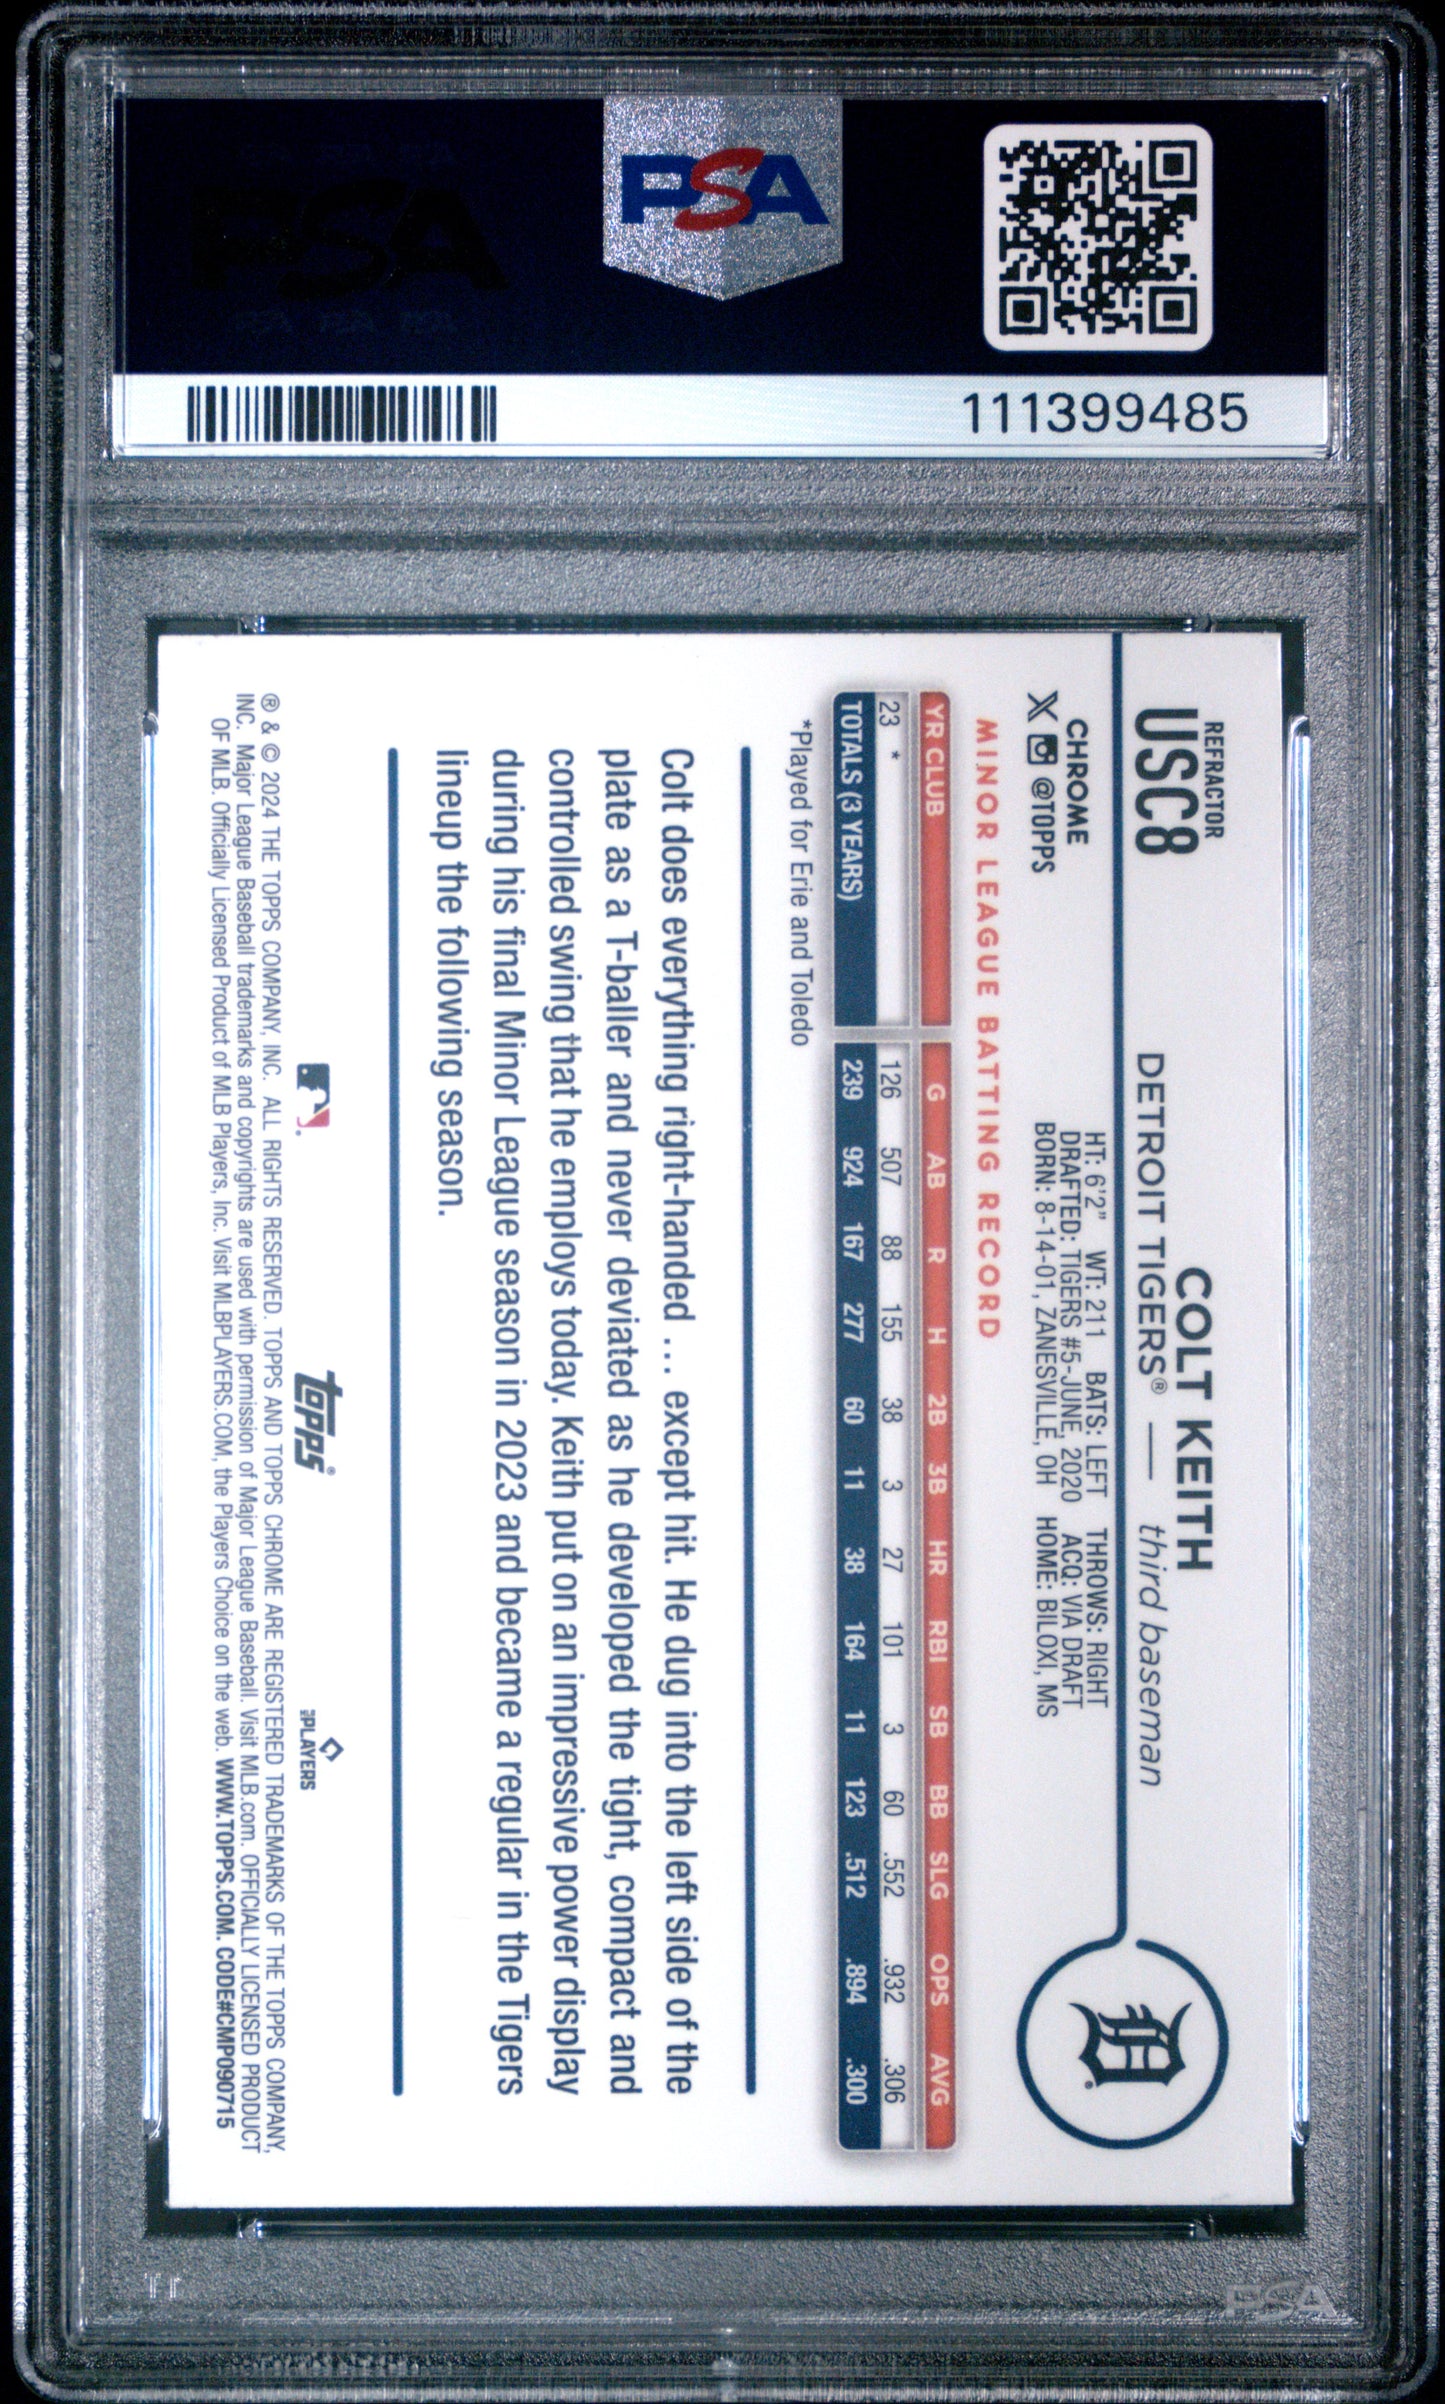 PSA
111399485
REFRACTOR
USC8
COLT KEITH
DETROIT TIGERS® — third baseman
CHROME
@TOPPS
HT: 6'2" WT: 211 BATS: LEFT THROWS: RIGHT
DRAFTED: TIGERS #5-JUNE, 2020 ACQ: VIA DRAFT
BORN: 8-14-01, ZANESVILLE, OH HOME: BILOXI, MS
MINOR LEAGUE BATTING RECORD
YR CLUB G AB R H 2B 3B HR RBI SB BB SLG OPS AVG
23 * 126 507 88 155 38 3 27 101 3 60 .552 .932 .306
TOTALS (3 YEARS) 239 924 167 277 60 11 38 164 11 123 .512 .894 .300
*Played for Erie and Toledo
Colt does everything right-handed ... except hit. He dug into the left side of the
plate as a T-baller and never deviated as he developed the tight, compact and
controlled swing that he employs today. Keith put on an impressive power display
during his final Minor League season in 2023 and became a regular in the Tigers
lineup the following season.
topps®
PLAYERS
® & © 2024 THE TOPPS COMPANY, INC. ALL RIGHTS RESERVED. TOPPS AND TOPPS CHROME ARE REGISTERED TRADEMARKS OF THE TOPPS COMPANY,
INC. Major League Baseball trademarks and copyrights are used with permission of Major League Baseball. Visit MLB.com. OFFICIALLY LICENSED PRODUCT
OF MLB. Officially Licensed Product of MLB Players, Inc. Visit MLBPLAYERS.COM, the Players Choice on the web. WWW.TOPPS.COM. CODE#CMP090715
PSA